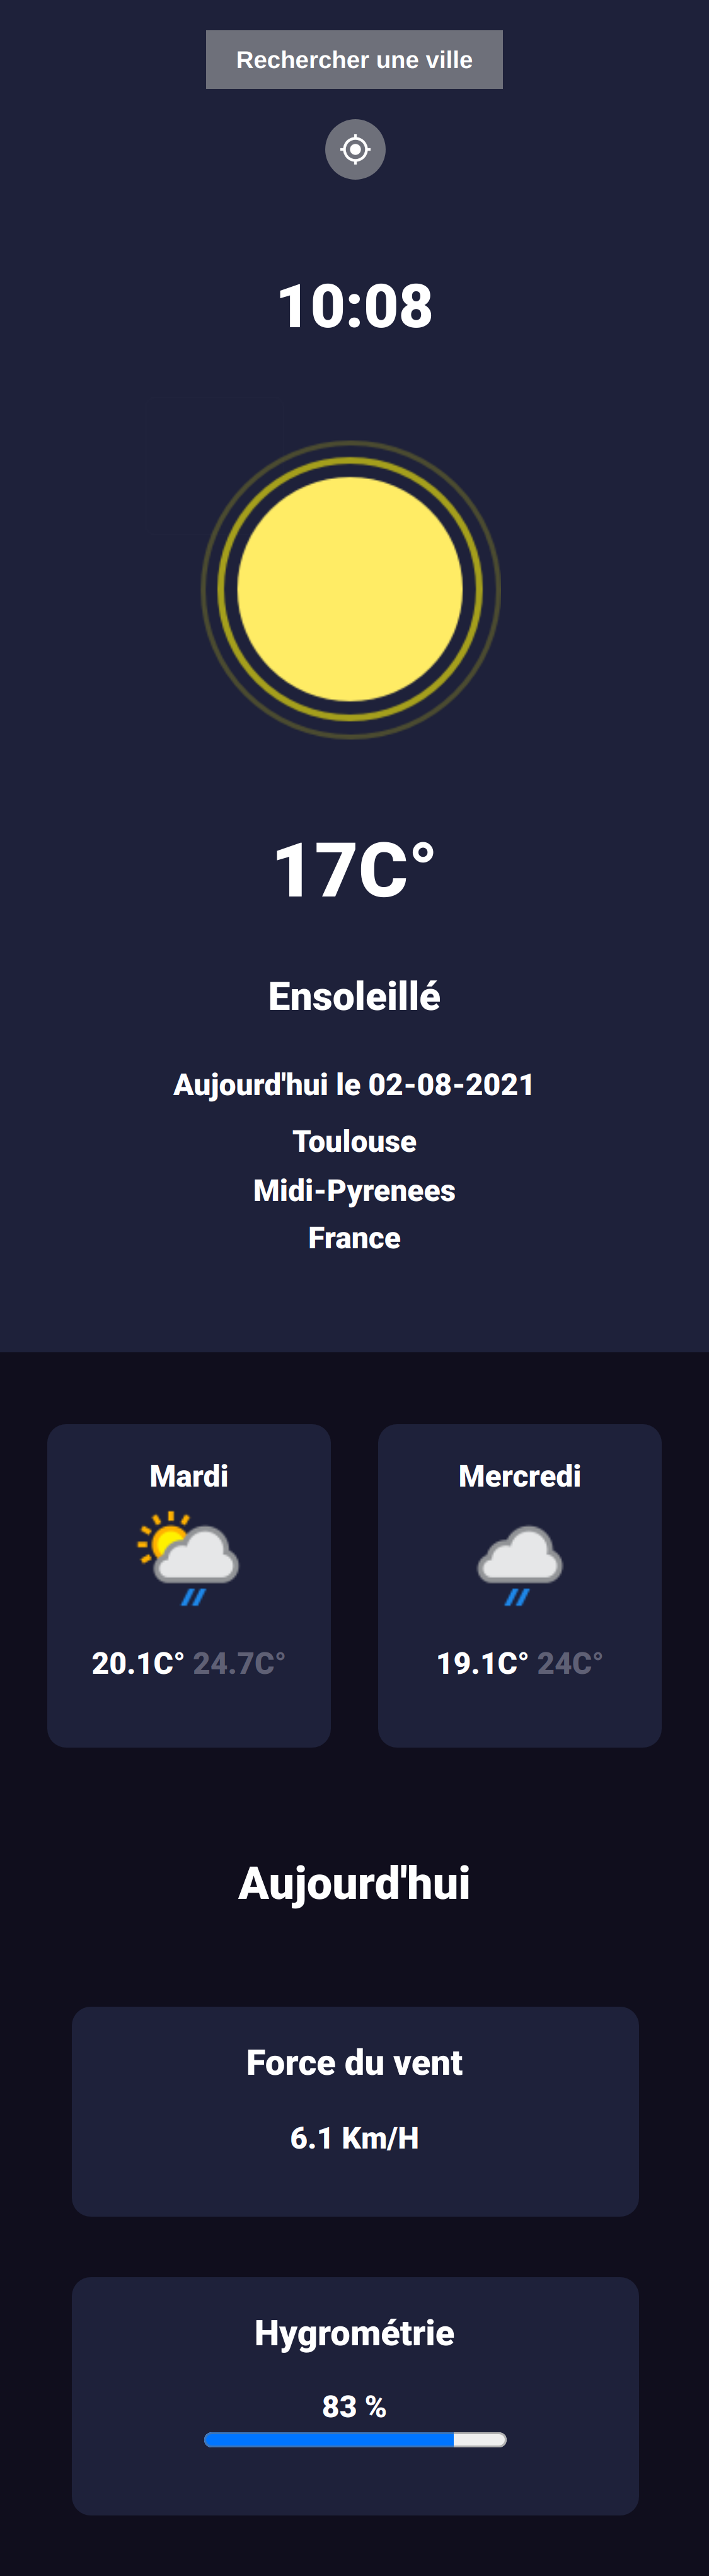 Rechercher une ville
10:08
17C°
Ensoleillé
Aujourd'hui le 02-08-2021
Toulouse
Midi-Pyrenees
France
Mardi
20.1C° 24.7C°
Mercredi
19.1C° 24C°
Aujourd'hui
Force du vent
6.1 Km/H
Hygrométrie
83 %